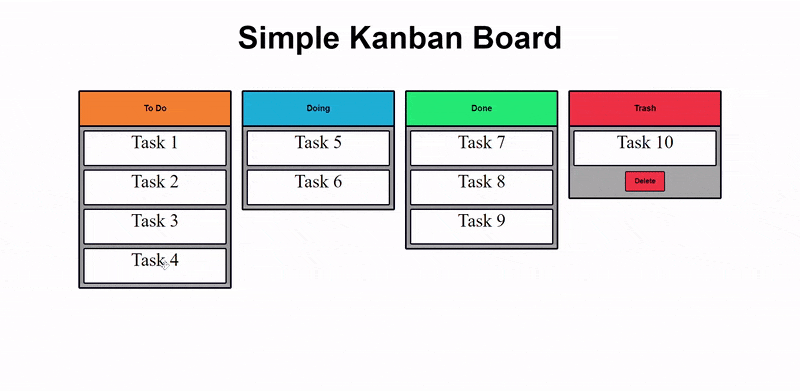 Simple Kanban Board
To Do
Task 1
Task 2
Task 3
Task 4
Doing
Task 5
Task 6
Done
Task 7
Task 8
Task 9
Trash
Task 10
Delete